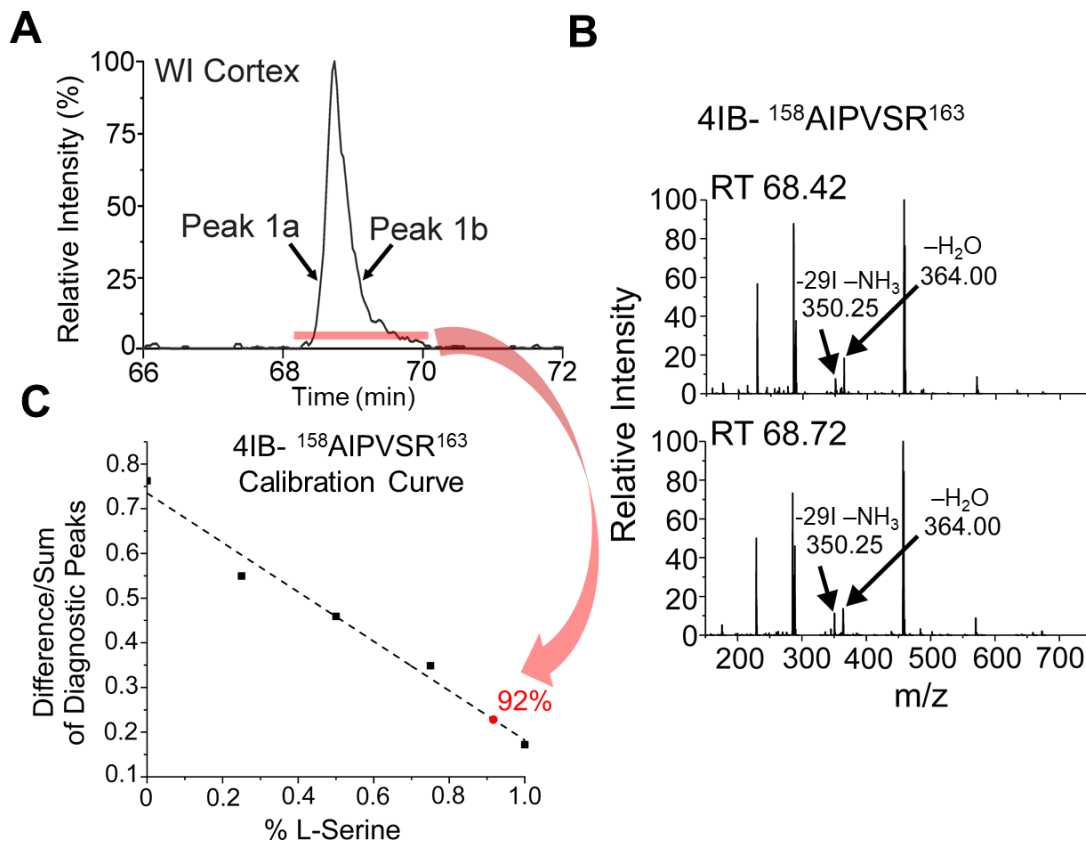 A
WI Cortex
Peak 1a
Peak 1b
Relative Intensity (%)
100
75
50
25
0
66
68
70
72
Time (min)
B
4IB- ¹⁵⁸AIPVSR¹⁶³
RT 68.42
-29I –NH₃
350.25
–H₂O
364.00
100
80
60
40
20
0
RT 68.72
-29I –NH₃
350.25
–H₂O
364.00
100
80
60
40
20
0
Relative Intensity
200
300
400
500
600
700
m/z
C
4IB- ¹⁵⁸AIPVSR¹⁶³
Calibration Curve
92%
Difference/Sum
of Diagnostic Peaks
0.8
0.7
0.6
0.5
0.4
0.3
0.2
0.1
0
0.2
0.4
0.6
0.8
1.0
% L-Serine